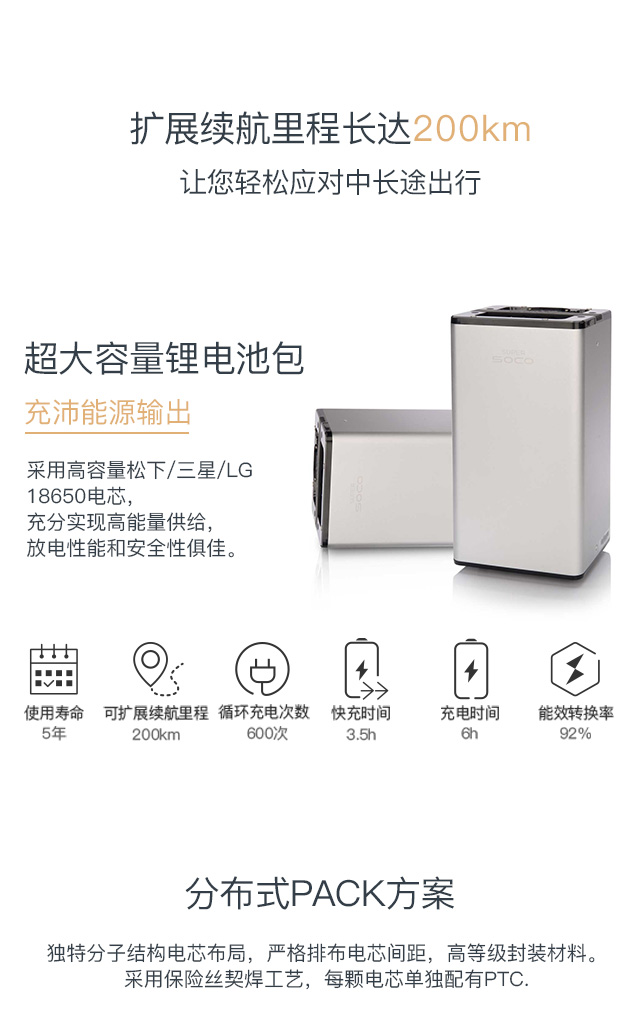 扩展续航里程长达200km
让您轻松应对中长途出行
超大容量锂电池包
充沛能源输出
采用高容量松下/三星/LG
18650电芯，
充分实现高能量供给，
放电性能和安全性俱佳。
SOCO
SOCO
使用寿命
5年
可扩展续航里程
200km
循环充电次数
600次
快充时间
3.5h
充电时间
6h
能效转换率
92%
分布式PACK方案
独特分子结构电芯布局，严格排布电芯间距，高等级封装材料。
采用保险丝契焊工艺，每颗电芯单独配有PTC.